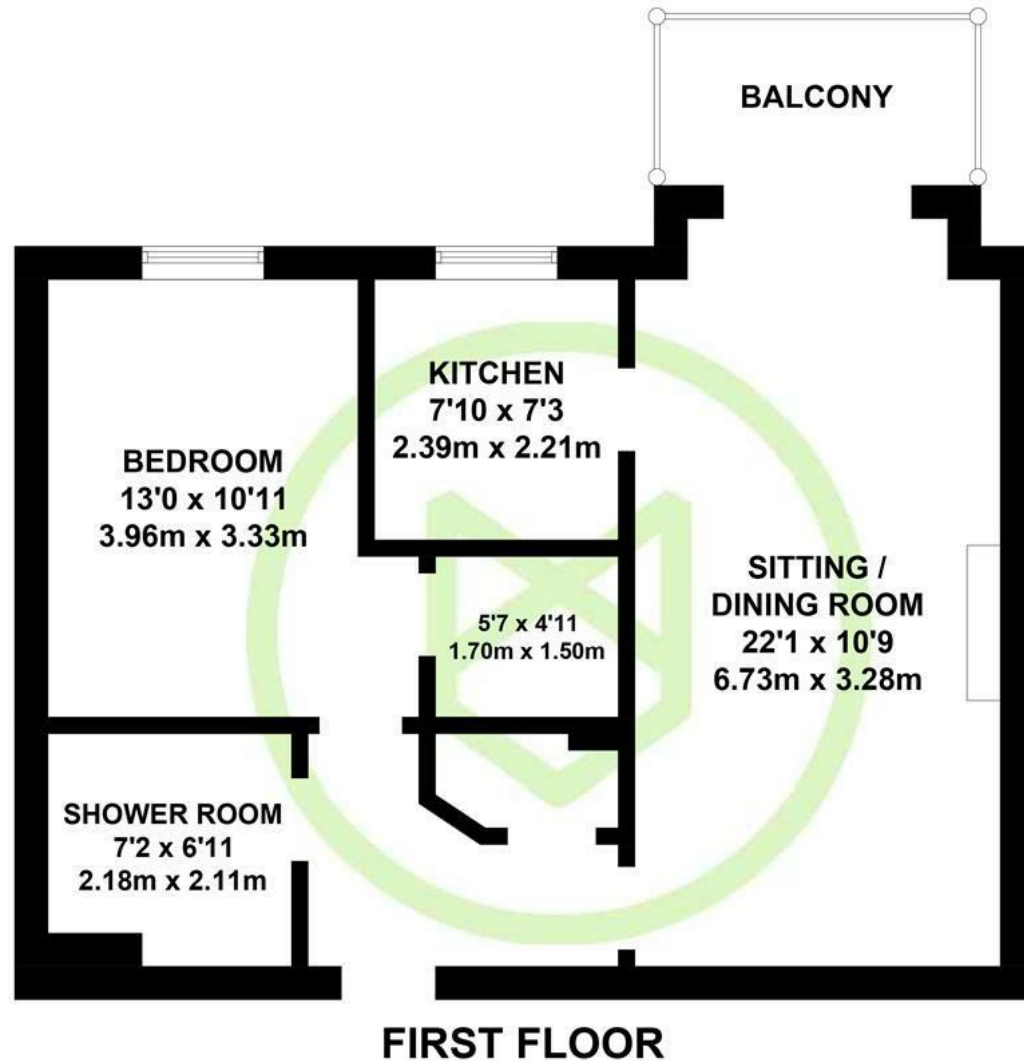 BALCONY
KITCHEN
7'10 x 7'3
2.39m x 2.21m
BEDROOM
13'0 x 10'11
3.96m x 3.33m
SITTING /
DINING ROOM
22'1 x 10'9
6.73m x 3.28m
5'7 x 4'11
1.70m x 1.50m
SHOWER ROOM
7'2 x 6'11
2.18m x 2.11m
FIRST FLOOR